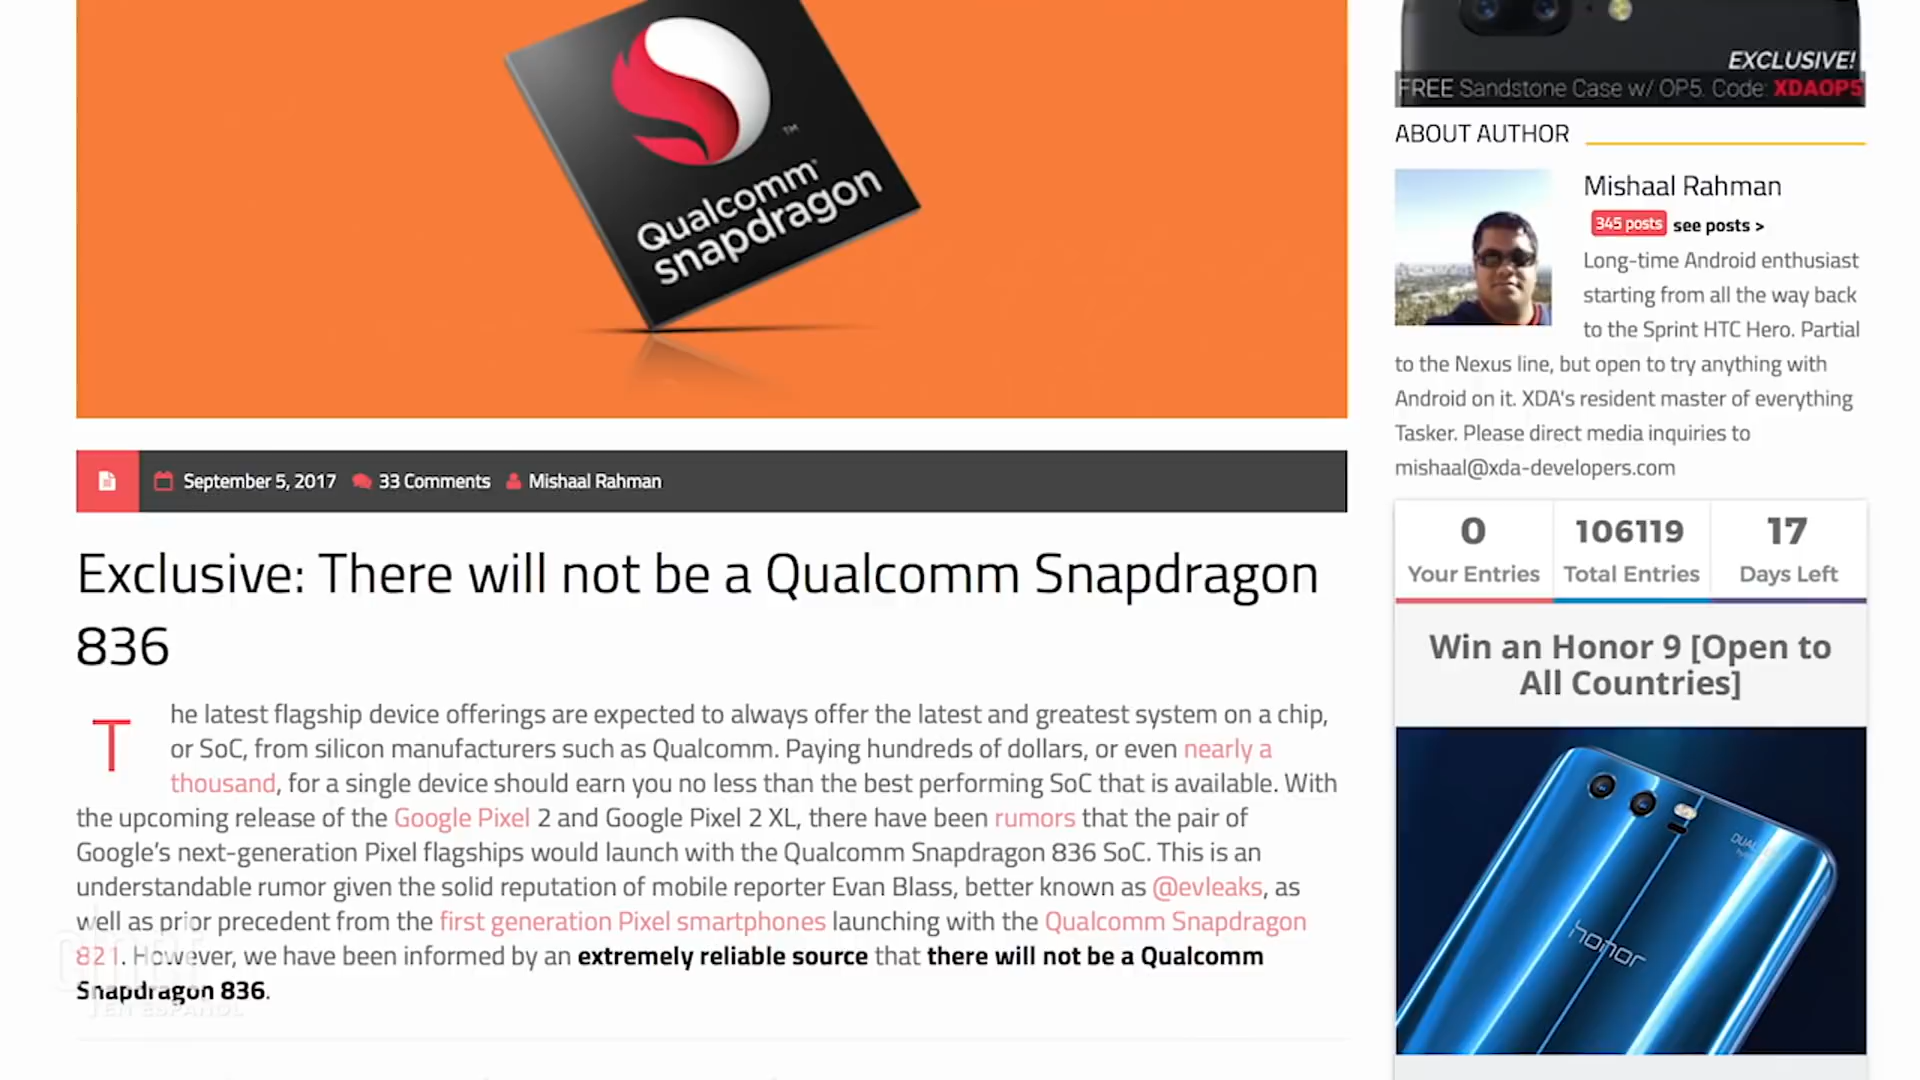 Qualcomm
snapdragon
TM
EXCLUSIVE!
FREE Sandstone Case w/ OP5. Code: XDAOP5
ABOUT AUTHOR
Mishaal Rahman
345 posts see posts >
Long-time Android enthusiast
starting from all the way back
to the Sprint HTC Hero. Partial
to the Nexus line, but open to try anything with
Android on it. XDA's resident master of everything
Tasker. Please direct media inquiries to
mishaal@xda-developers.com
September 5, 2017 33 Comments Mishaal Rahman
Exclusive: There will not be a Qualcomm Snapdragon
836
The latest flagship device offerings are expected to always offer the latest and greatest system on a chip,
or SoC, from silicon manufacturers such as Qualcomm. Paying hundreds of dollars, or even nearly a
thousand, for a single device should earn you no less than the best performing SoC that is available. With
the upcoming release of the Google Pixel 2 and Google Pixel 2 XL, there have been rumors that the pair of
Google's next-generation Pixel flagships would launch with the Qualcomm Snapdragon 836 SoC. This is an
understandable rumor given the solid reputation of mobile reporter Evan Blass, better known as @evleaks, as
well as prior precedent from the first generation Pixel smartphones launching with the Qualcomm Snapdragon
821. However, we have been informed by an extremely reliable source that there will not be a Qualcomm
Snapdragon 836.
EN ESPAÑOL
0 106119 17
Your Entries Total Entries Days Left
Win an Honor 9 [Open to
All Countries]
DUAL
honor